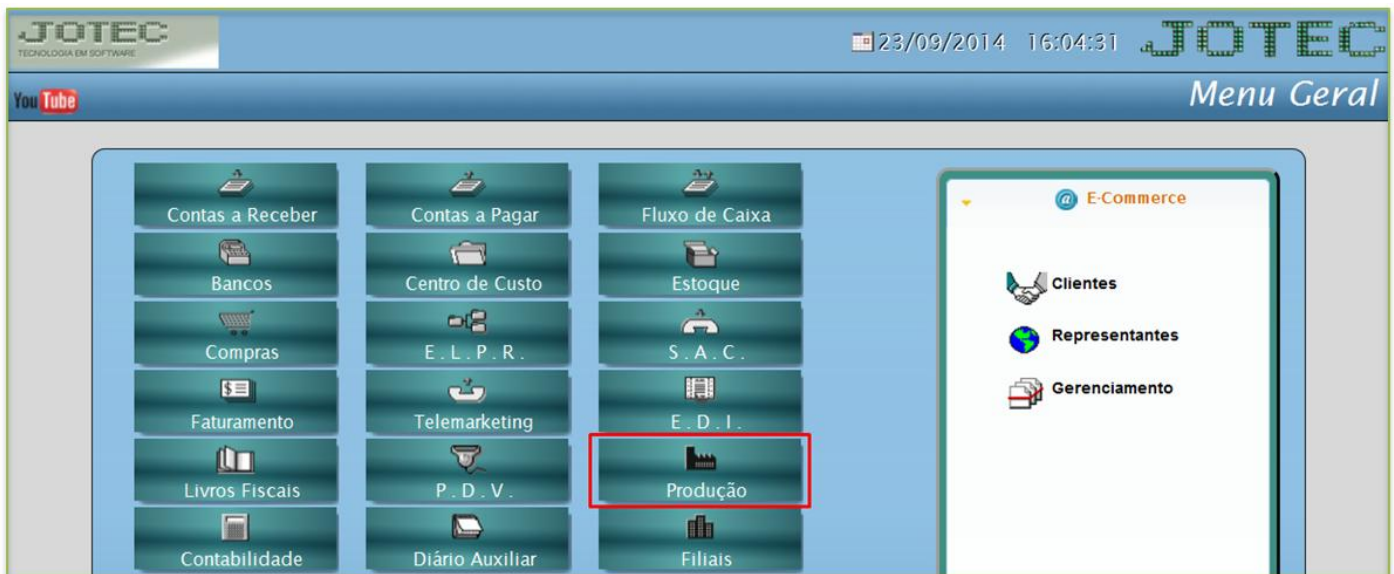 JOTEC
TECNOLOGIA EM SOFTWARE
23/09/2014 16:04:31
JOTEC
You Tube
Menu Geral
Contas a Receber
Contas a Pagar
Fluxo de Caixa
Bancos
Centro de Custo
Estoque
Compras
E.L.P.R.
S.A.C.
Faturamento
Telemarketing
E.D.I.
Livros Fiscais
P.D.V.
Produção
Contabilidade
Diário Auxiliar
Filiais
@ E-Commerce
Clientes
Representantes
Gerenciamento